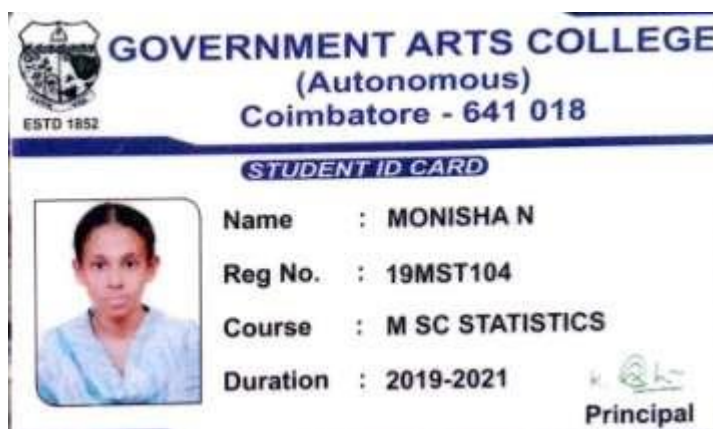 GOVERNMENT ARTS COLLEGE
(Autonomous)
Coimbatore - 641 018
ESTD 1852
STUDENT ID CARD
Name : MONISHA N
Reg No. : 19MST104
Course : M SC STATISTICS
Duration : 2019-2021
Principal